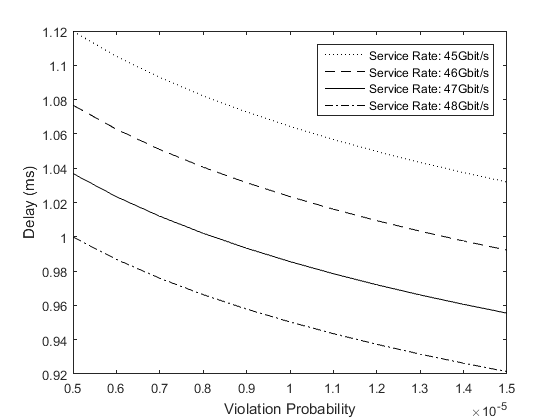 1.12
1.1
1.08
1.06
1.04
1.02
1
0.98
0.96
0.94
0.92
Delay (ms)
Service Rate: 45Gbit/s
Service Rate: 46Gbit/s
Service Rate: 47Gbit/s
Service Rate: 48Gbit/s
0.5 0.6 0.7 0.8 0.9 1 1.1 1.2 1.3 1.4 1.5
×10⁻⁵
Violation Probability